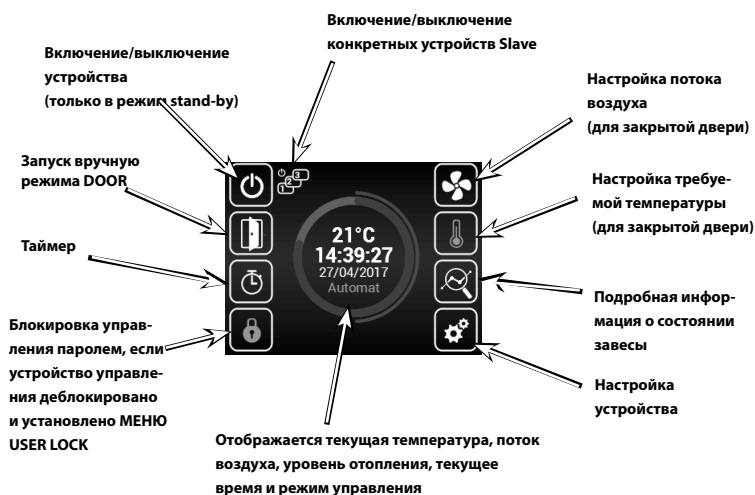 Включение/выключение
конкретных устройств Slave
Включение/выключение
устройства
(только в режим stand-by)
Настройка потока
воздуха
(для закрытой двери)
Запуск вручную
режима DOOR
Настройка требуе-
мой температуры
(для закрытой двери)
Таймер
1 2 3
21°C
14:39:27
27/04/2017
Automat
Подробная инфор-
мация о состоянии
завесы
Блокировка управ-
ления паролем, если
устройство управле-
ния деблокировано
и установлено МЕНЮ
USER LOCK
Настройка
устройства
Отображается текущая температура, поток
воздуха, уровень отопления, текущее
время и режим управления